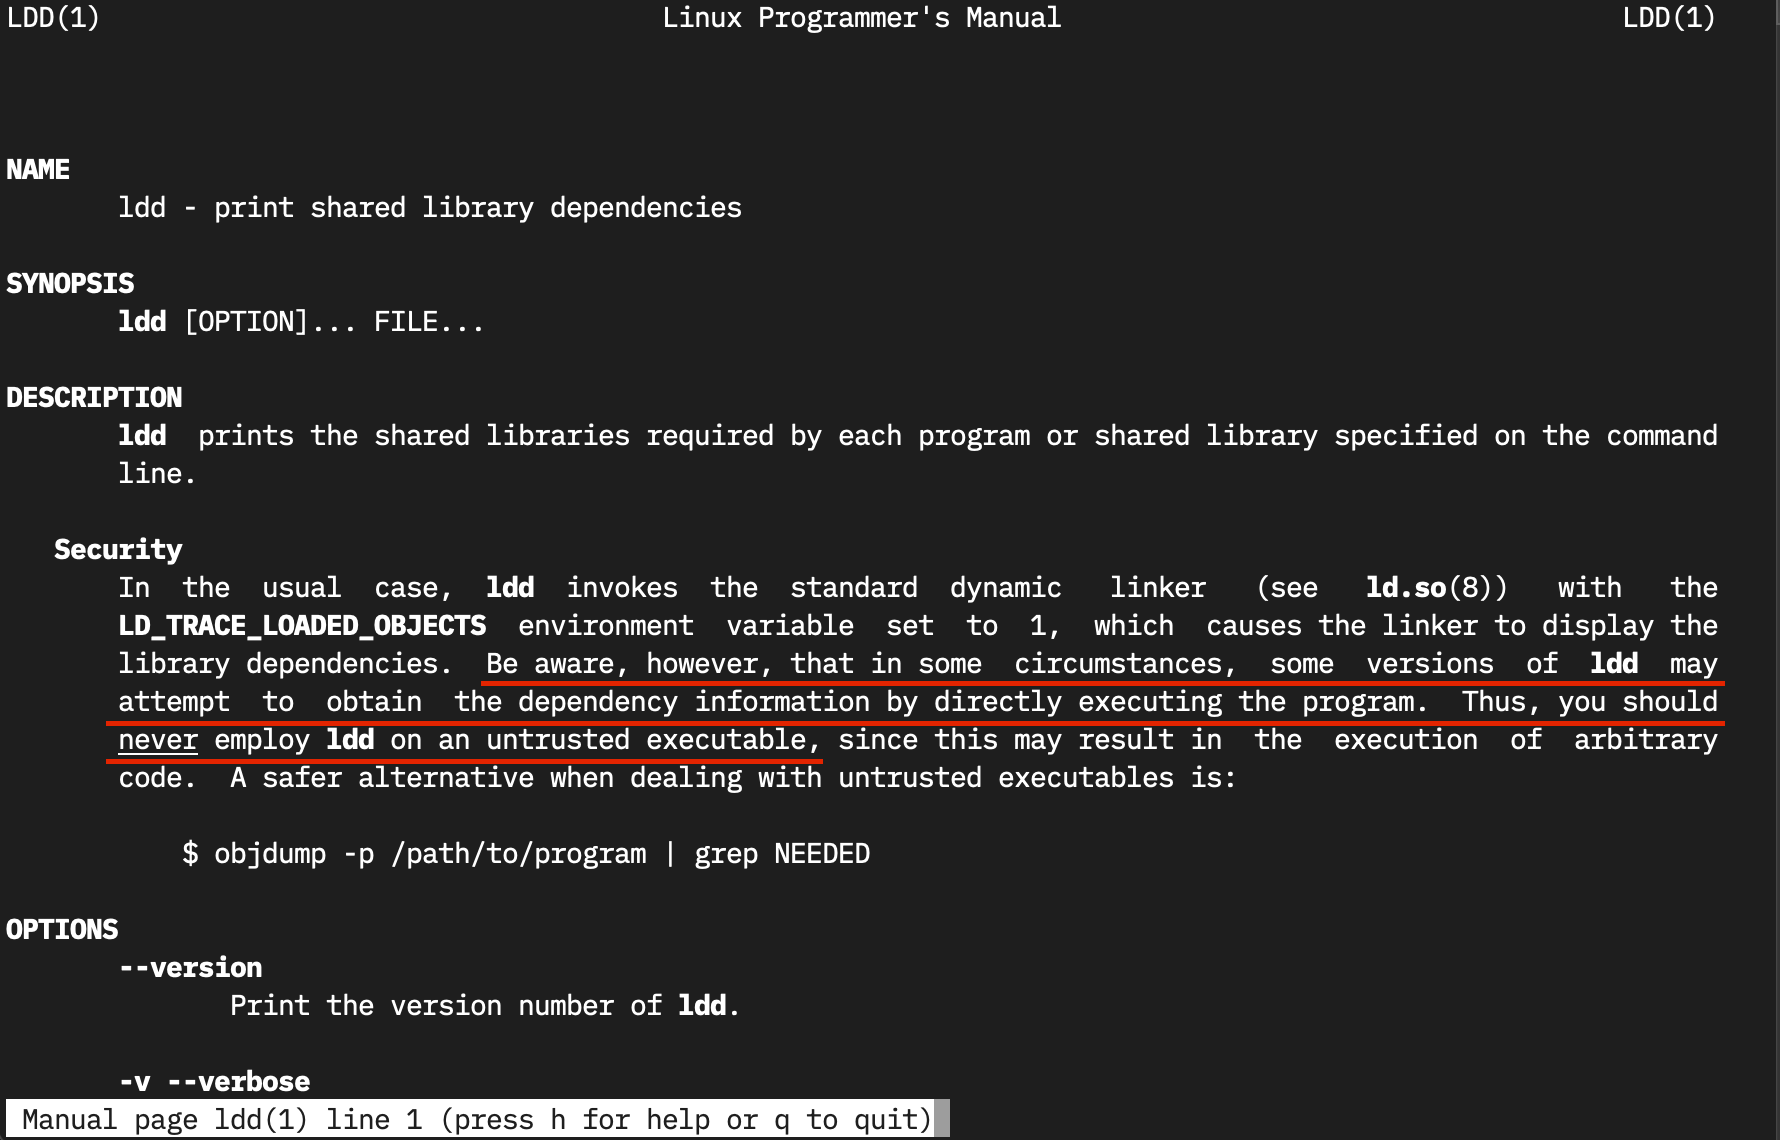 LDD(1) Linux Programmer's Manual LDD(1)
NAME
ldd - print shared library dependencies
SYNOPSIS
ldd [OPTION]... FILE...
DESCRIPTION
ldd prints the shared libraries required by each program or shared library specified on the command
line.
Security
In the usual case, ldd invokes the standard dynamic linker (see ld.so(8)) with the
LD_TRACE_LOADED_OBJECTS environment variable set to 1, which causes the linker to display the
library dependencies. Be aware, however, that in some circumstances, some versions of ldd may
attempt to obtain the dependency information by directly executing the program. Thus, you should
never employ ldd on an untrusted executable, since this may result in the execution of arbitrary
code. A safer alternative when dealing with untrusted executables is:
$ objdump -p /path/to/program | grep NEEDED
OPTIONS
--version
Print the version number of ldd.
-v --verbose
Manual page ldd(1) line 1 (press h for help or q to quit)